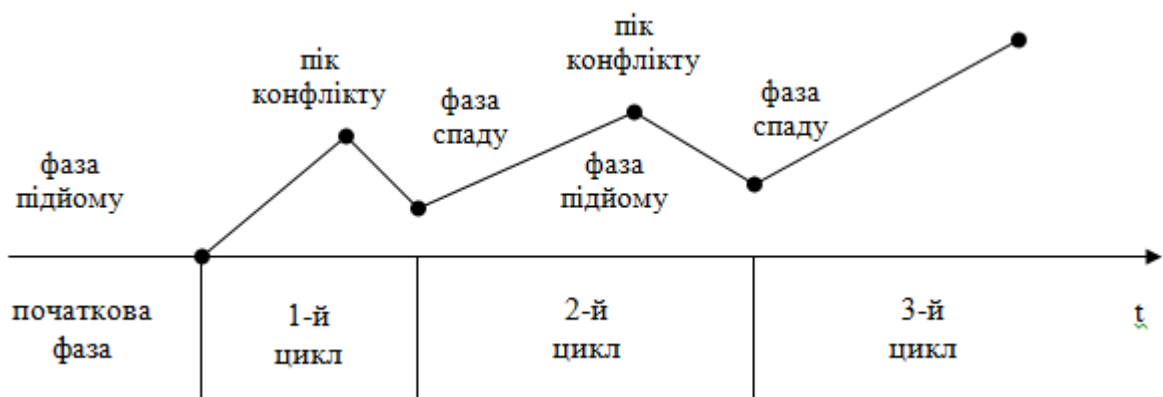 пік
конфлікту
пік
конфлікту
фаза
спаду
фаза
спаду
фаза
підйому
фаза
підйому
початкова
фаза
1-й
цикл
2-й
цикл
3-й
цикл
t